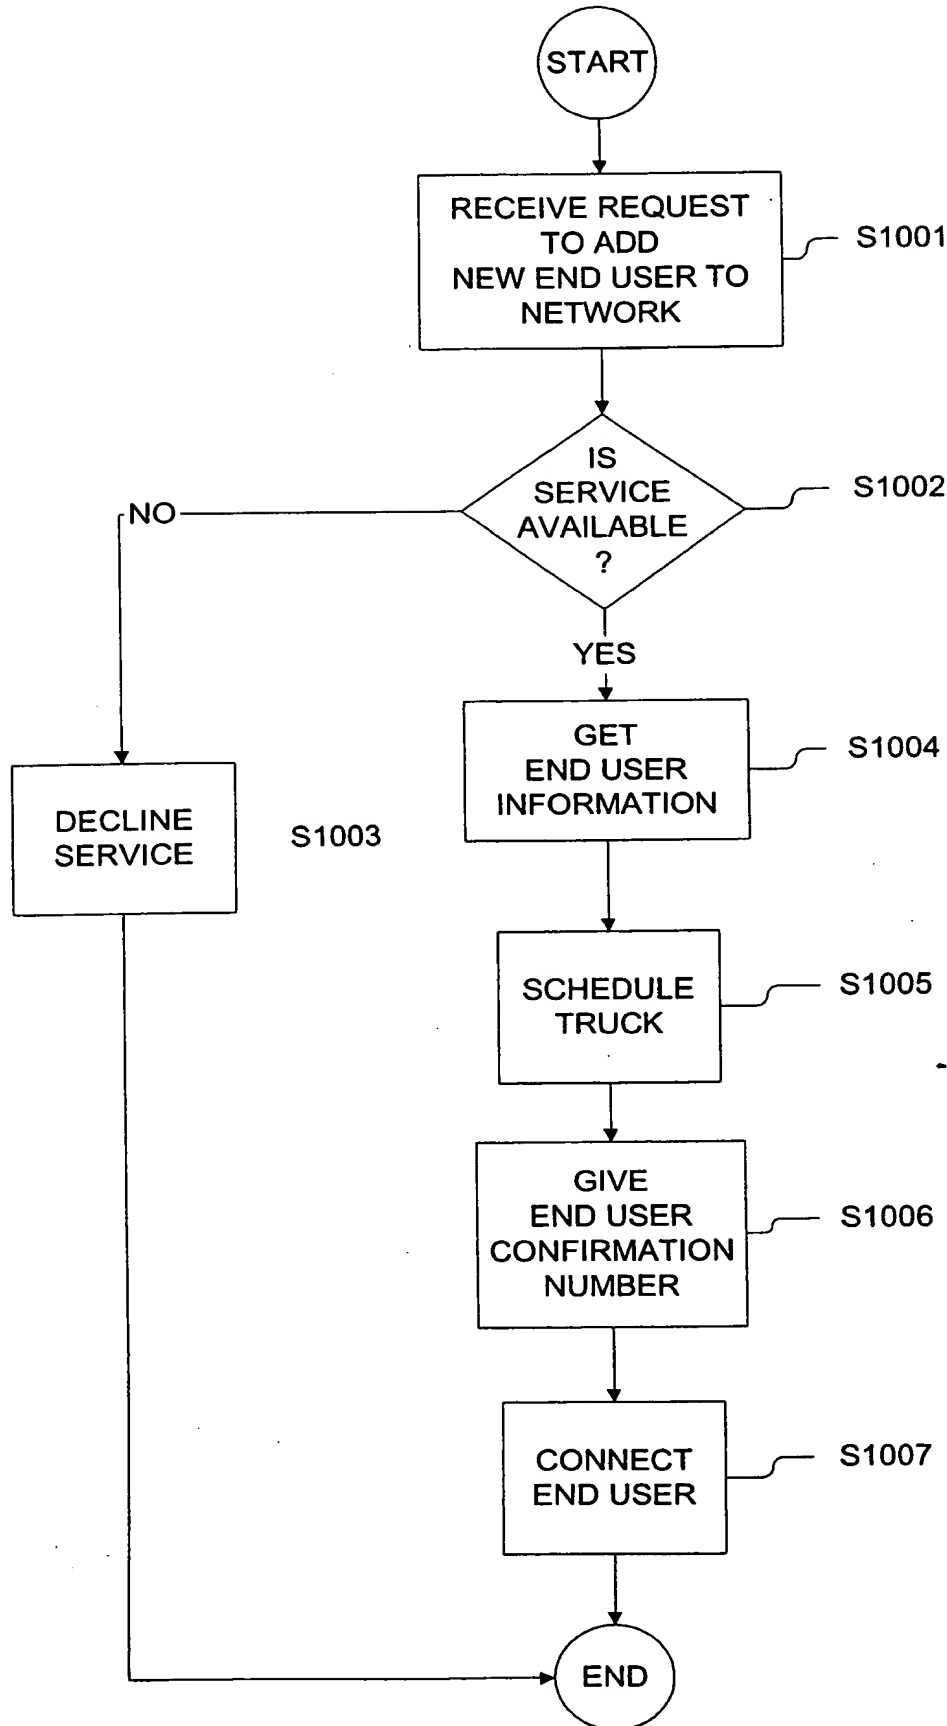 START
RECEIVE REQUEST
TO ADD
NEW END USER TO
NETWORK
S1001
IS
SERVICE
AVAILABLE
?
S1002
NO
YES
GET
END USER
INFORMATION
S1004
DECLINE
SERVICE
S1003
SCHEDULE
TRUCK
S1005
GIVE
END USER
CONFIRMATION
NUMBER
S1006
CONNECT
END USER
S1007
END